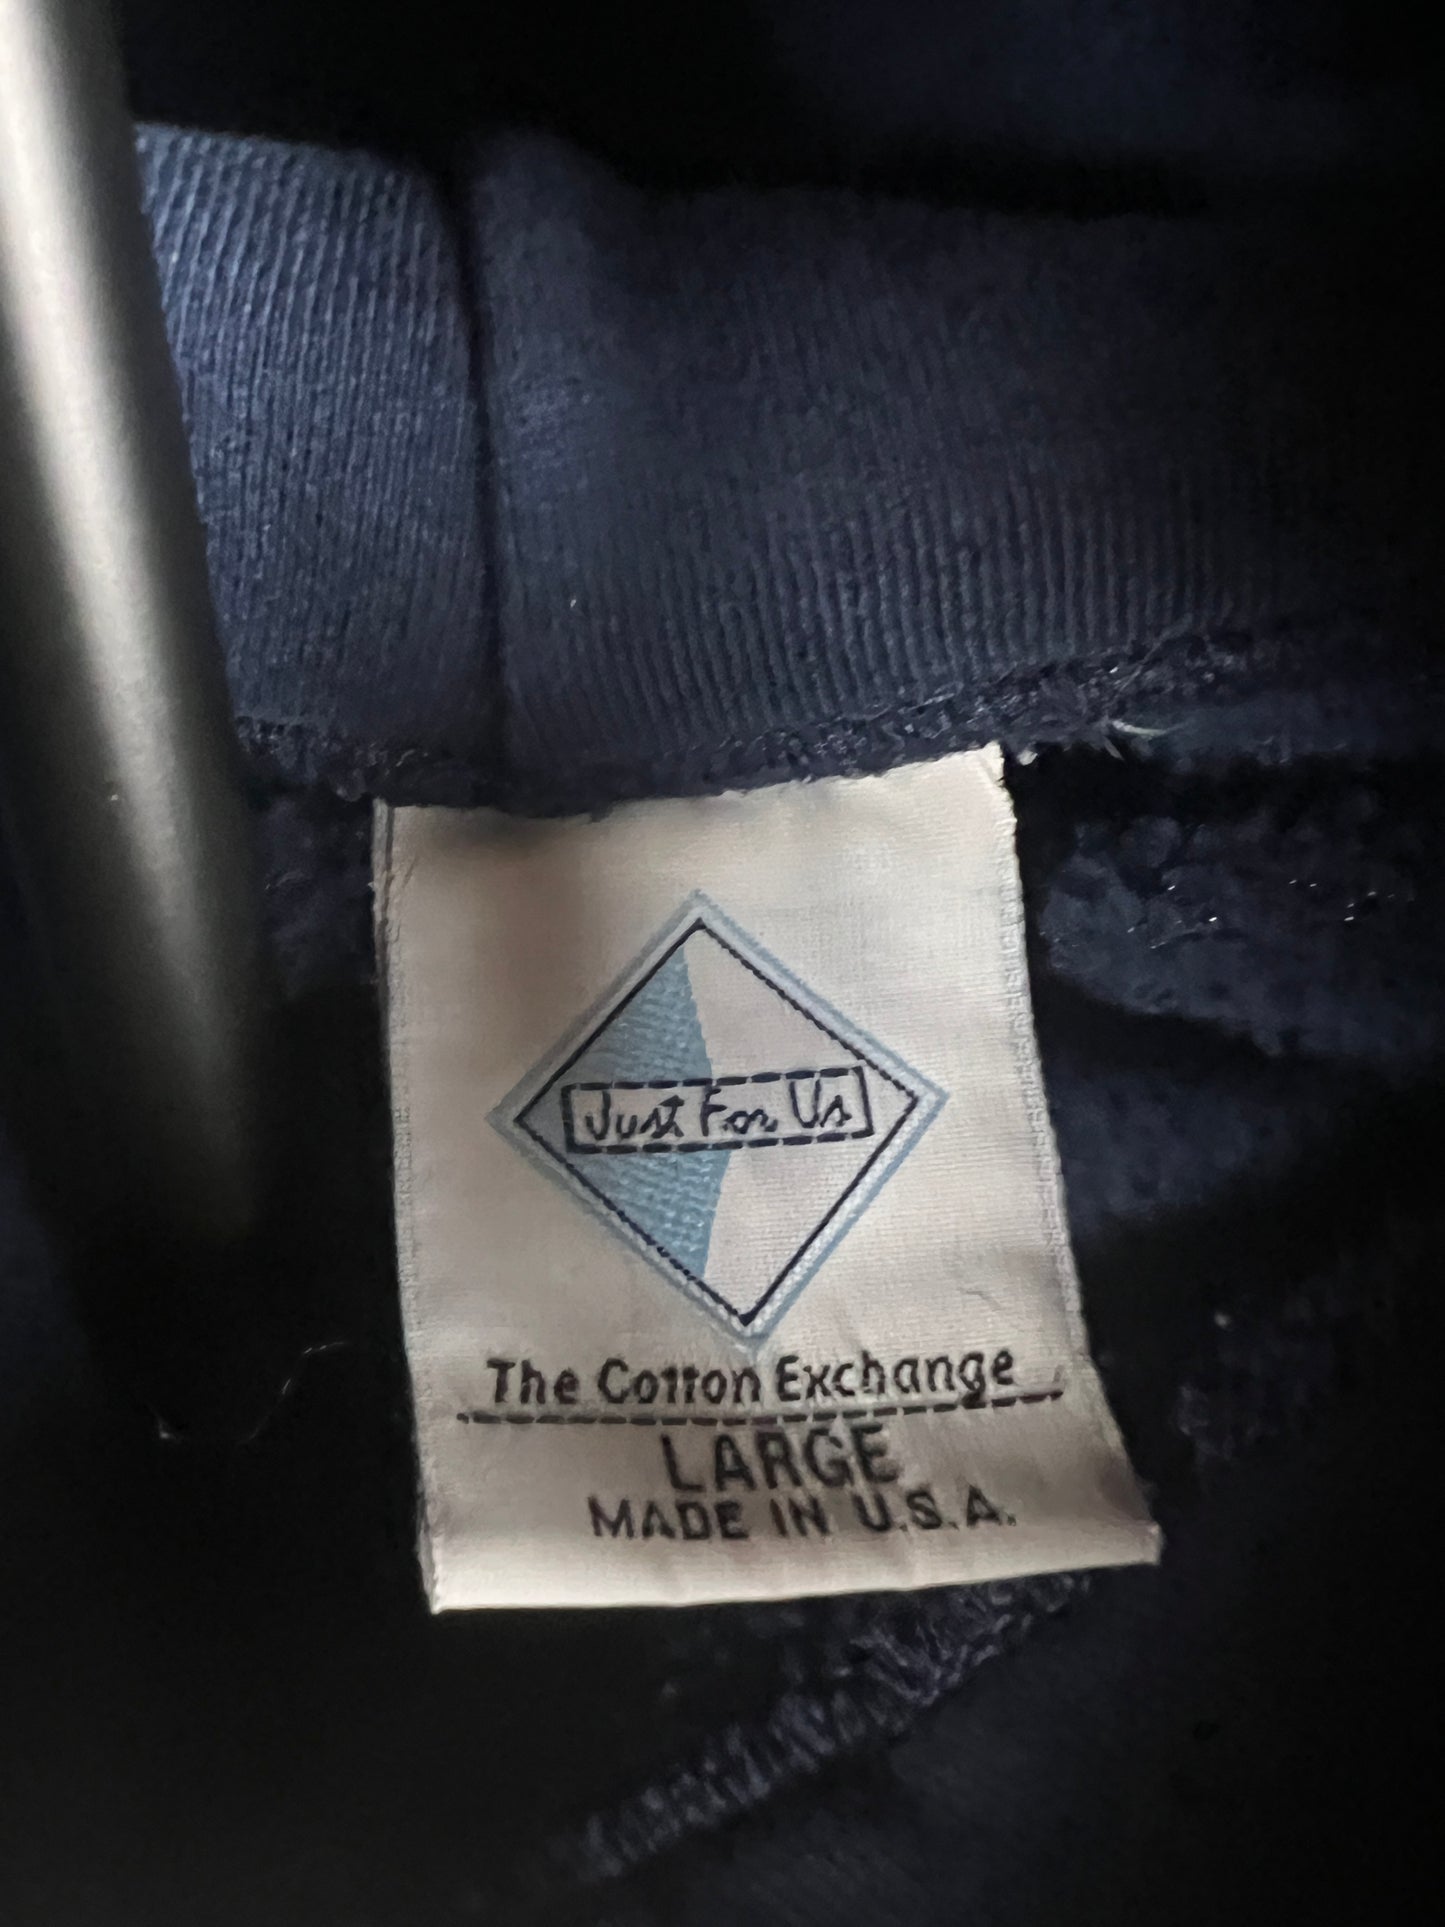 Just For Us
The Cotton Exchange
LARGE
MADE IN U.S.A.